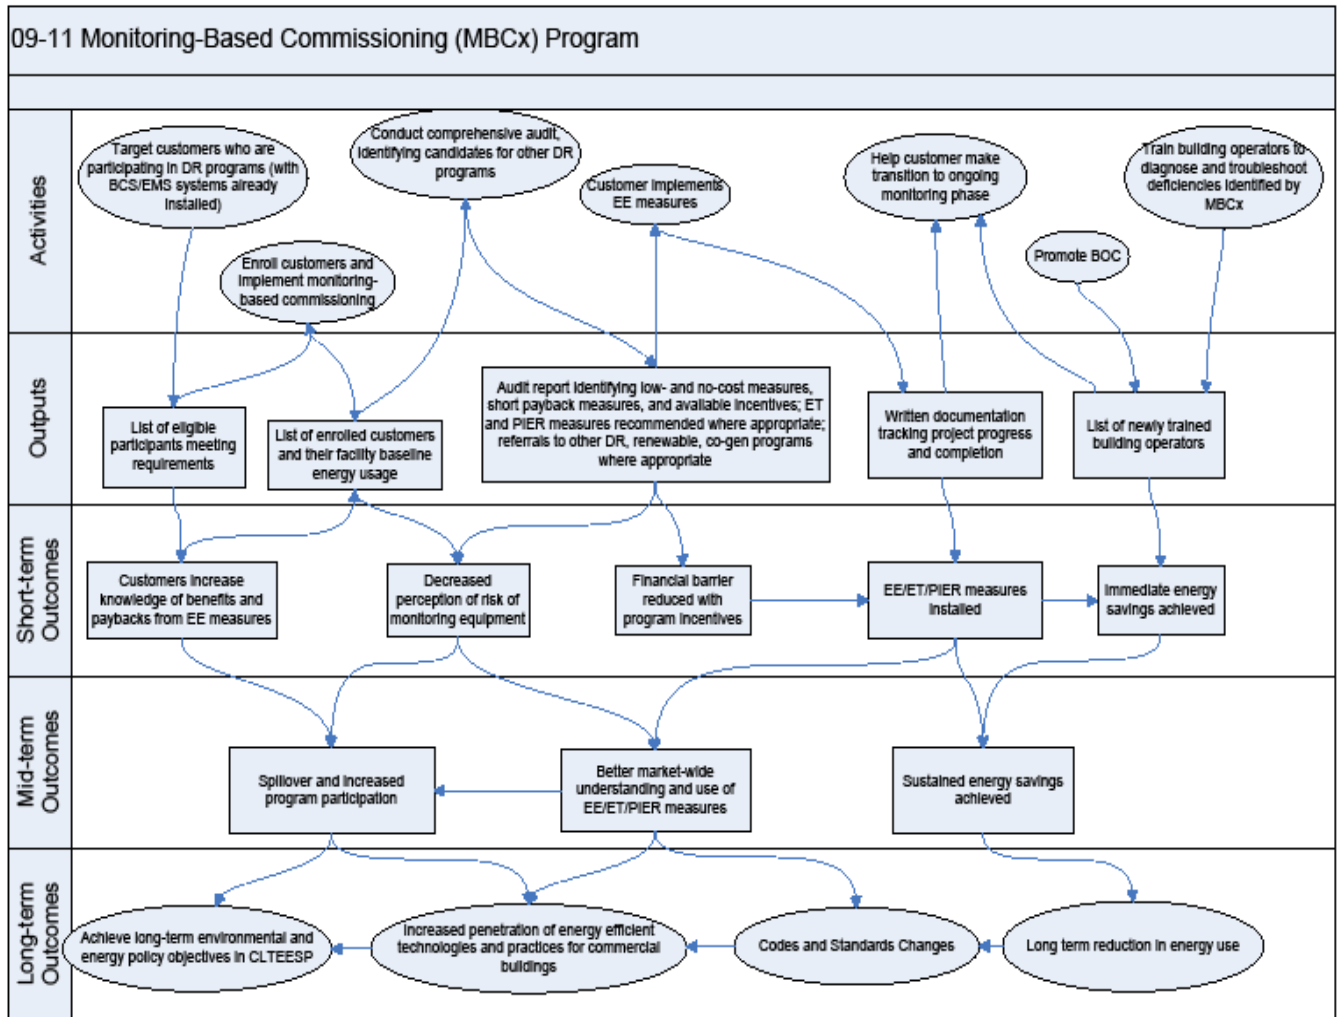 09-11 Monitoring-Based Commissioning (MBCx) Program
Activities
Target customers who are
participating in DR programs (with
BCS/EMS systems already
installed)
Enroll customers and
implement monitoring-
based commissioning
Conduct comprehensive audit,
identifying candidates for other DR
programs
Customer implements
EE measures
Help customer make
transition to ongoing
monitoring phase
Promote BOC
Train building operators to
diagnose and troubleshoot
deficiencies identified by
MBCx
Outputs
List of eligible
participants meeting
requirements
List of enrolled customers
and their facility baseline
energy usage
Audit report identifying low- and no-cost measures,
short payback measures, and available incentives; ET
and PIER measures recommended where appropriate;
referrals to other DR, renewable, co-gen programs
where appropriate
Written documentation
tracking project progress
and completion
List of newly trained
building operators
Short-term
Outcomes
Customers increase
knowledge of benefits and
paybacks from EE measures
Decreased
perception of risk of
monitoring equipment
Financial barrier
reduced with
program incentives
EE/ET/PIER measures
installed
Immediate energy
savings achieved
Mid-term
Outcomes
Spillover and increased
program participation
Better market-wide
understanding and use of
EE/ET/PIER measures
Sustained energy savings
achieved
Long-term
Outcomes
Achieve long-term environmental and
energy policy objectives in CLTEESP
Increased penetration of energy efficient
technologies and practices for commercial
buildings
Codes and Standards Changes
Long term reduction in energy use